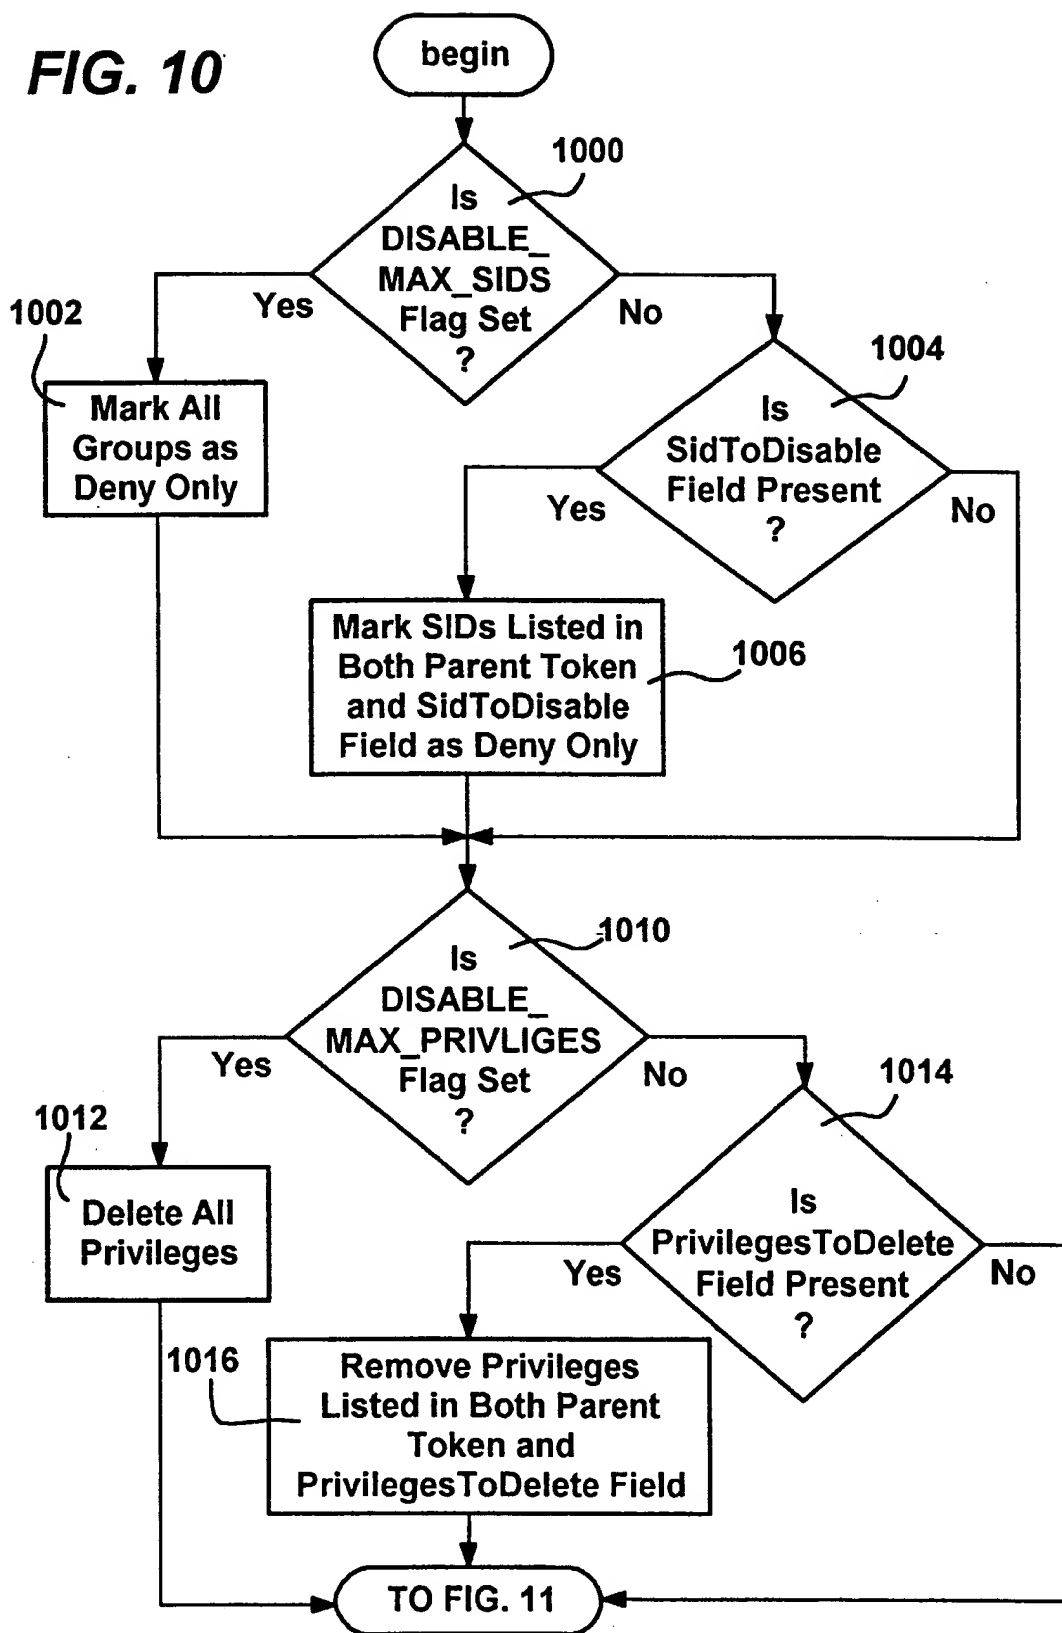 FIG. 10
begin
1000
Is
DISABLE_
MAX_SIDS
Flag Set
?
Yes
No
1002
Mark All
Groups as
Deny Only
1004
Is
SidToDisable
Field Present
?
Yes
No
Mark SIDs Listed in
Both Parent Token
and SidToDisable
Field as Deny Only
1006
1010
Is
DISABLE_
MAX_PRIVLIGES
Flag Set
?
Yes
No
1012
Delete All
Privileges
1014
Is
PrivilegesToDelete
Field Present
?
Yes
No
1016
Remove Privileges
Listed in Both Parent
Token and
PrivilegesToDelete Field
TO FIG. 11